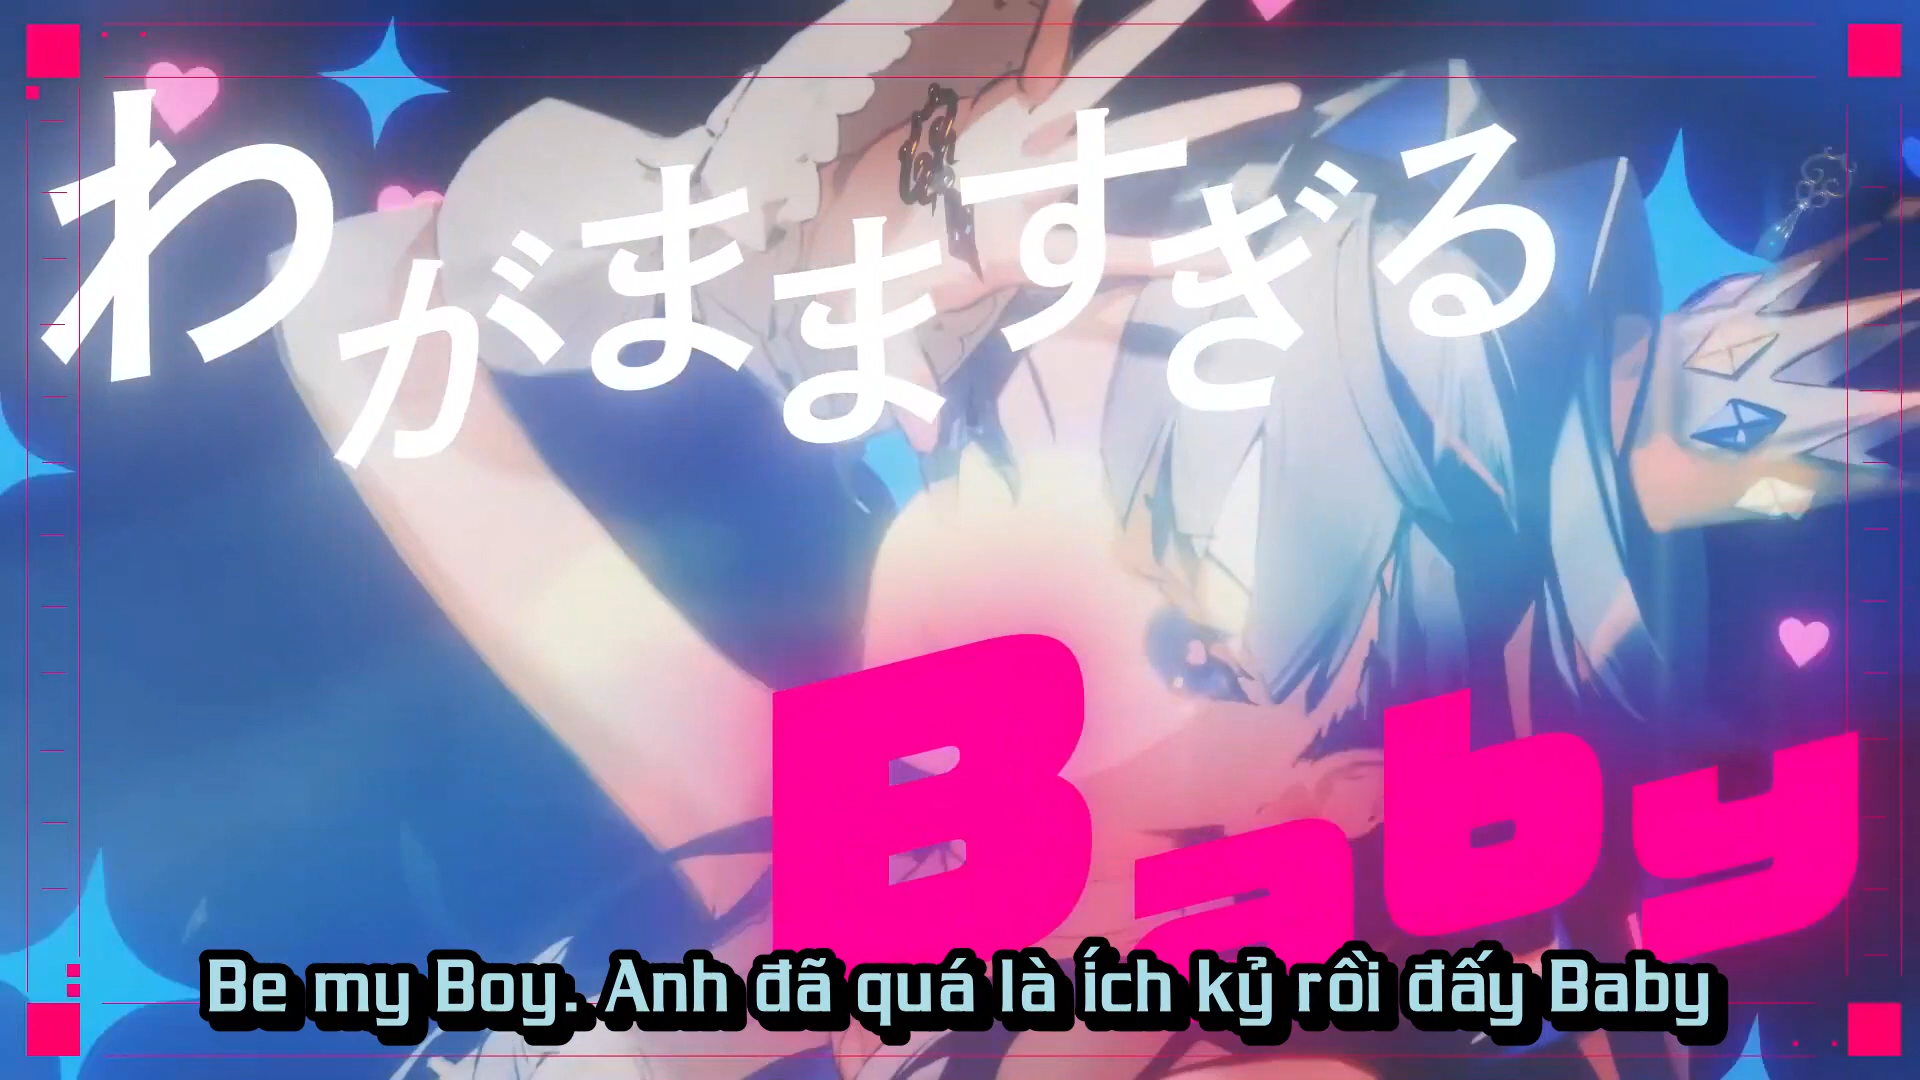 わがまますぎる
Baby
Be my Boy. Anh đã quá là ích kỷ rồi đấy Baby